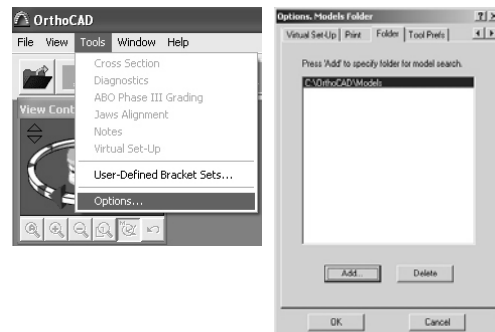 OrthoCAD
File View Tools Window Help
Cross Section
Diagnostics
ABO Phase III Grading
Jaws Alignment
Notes
Virtual Set-Up
User-Defined Bracket Sets...
Options...
View Cont
Options. Models Folder
Virtual Set-Up Print Folder Tool Prefs
Press 'Add' to specify folder for model search.
C:\OrthoCAD\Models
Add... Delete
OK Cancel